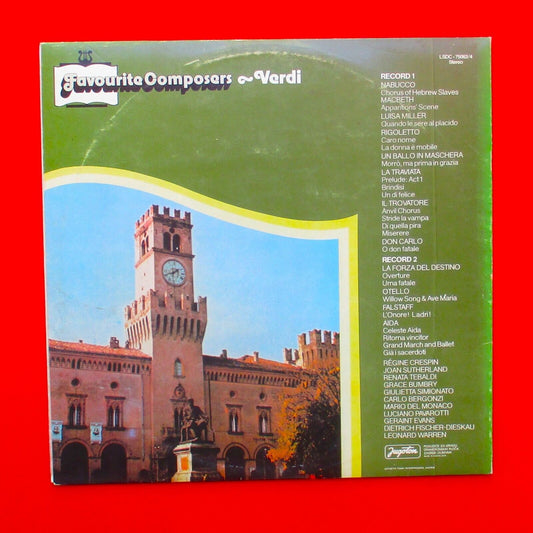 Favourite Composers ~ Verdi
LSDC - 75063/4
Stereo
RECORD 1
NABUCCO
Chorus of Hebrew Slaves
MACBETH
Apparitions' Scene
LUISA MILLER
Quando le sere al placido
RIGOLETTO
Caro nome
La donna è mobile
UN BALLO IN MASCHERA
Morrò, ma prima in grazia
LA TRAVIATA
Prelude: Act 1
Brindisi
Un di felice
IL TROVATORE
Anvil Chorus
Stride la vampa
Di quella pira
Miserere
DON CARLO
O don fatale
RECORD 2
LA FORZA DEL DESTINO
Overture
Urna fatale
OTELLO
Willow Song & Ave Maria
FALSTAFF
L'Onore! Ladri!
AIDA
Celeste Aida
Ritorna vincitor
Grand March and Ballet
Già i sacerdoti
RÉGINE CRESPIN
JOAN SUTHERLAND
RENATA TEBALDI
GRACE BUMBRY
GIULIETTA SIMIONATO
CARLO BERGONZI
MARIO DEL MONACO
LUCIANO PAVAROTTI
GERAINT EVANS
DIETRICH FISCHER-DIESKAU
LEONARD WARREN
Jugoton